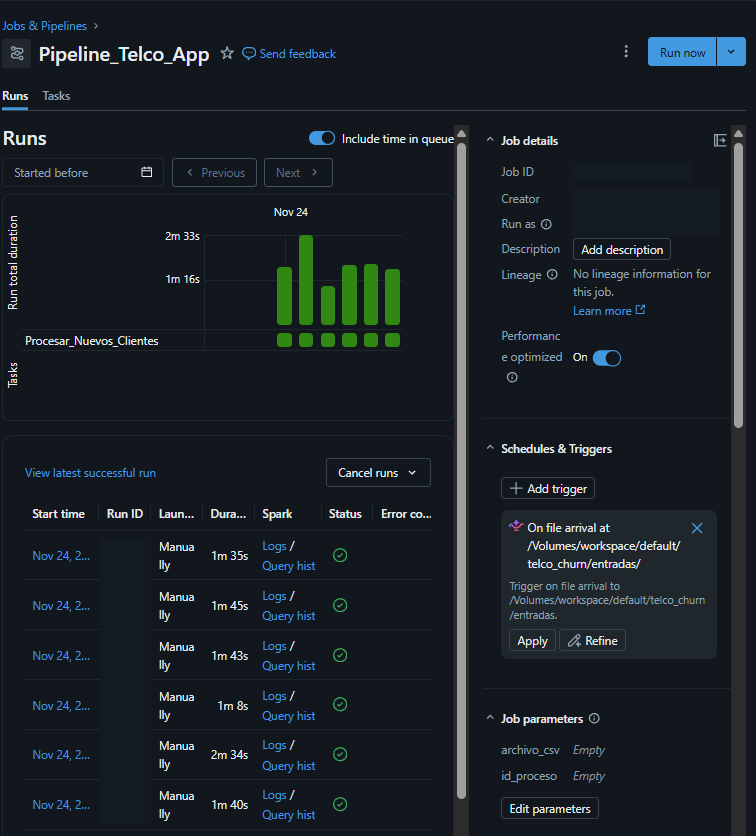 Jobs & Pipelines >
Pipeline_Telco_App
Send feedback
Run now
Runs
Tasks
Runs
Include time in queue
Started before
Previous
Next
Run total duration
Nov 24
2m 33s
1m 16s
Procesar_Nuevos_Clientes
Tasks
View latest successful run
Cancel runs
Start time Run ID Laun... Dura... Spark Status Error co...
Nov 24, 2... Manua
lly 1m 35s Logs /
Query hist
Nov 24, 2... Manua
lly 1m 45s Logs /
Query hist
Nov 24, 2... Manua
lly 1m 43s Logs /
Query hist
Nov 24, 2... Manua
lly 1m 8s Logs /
Query hist
Nov 24, 2... Manua
lly 2m 34s Logs /
Query hist
Nov 24, 2... Manua
lly 1m 40s Logs /
Query hist
Job details
Job ID
Creator
Run as
Description Add description
Lineage No lineage information for
this job.
Learn more
Performanc
e optimized On
Schedules & Triggers
+ Add trigger
On file arrival at
/Volumes/workspace/default/
telco_churn/entradas/
Trigger on file arrival to
/Volumes/workspace/default/telco_churn
/entradas.
Apply Refine
Job parameters
archivo_csv Empty
id_proceso Empty
Edit parameters